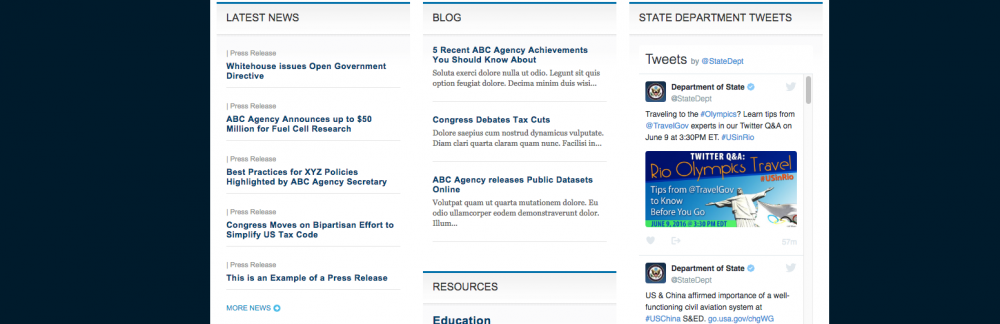 LATEST NEWS
| Press Release
Whitehouse issues Open Government
Directive
| Press Release
ABC Agency Announces up to $50
Million for Fuel Cell Research
| Press Release
Best Practices for XYZ Policies
Highlighted by ABC Agency Secretary
| Press Release
Congress Moves on Bipartisan Effort to
Simplify US Tax Code
| Press Release
This is an Example of a Press Release
MORE NEWS
BLOG
5 Recent ABC Agency Achievements
You Should Know About
Soluta exerci dolore nulla ut odio. Legunt sit quis
option feugiat dolore. Decima minim duis wisi...
Congress Debates Tax Cuts
Dolore saepius cum nostrud dynamicus vulputate.
Diam clari quarta claram quam nunc. Facilisi in...
ABC Agency releases Public Datasets
Online
Volutpat quam ut quarta mutationem dolore. Eu
odio ullamcorper eodem demonstraverunt dolor.
Illum...
RESOURCES
Education
STATE DEPARTMENT TWEETS
Tweets by @StateDept
Department of State
@StateDept
Traveling to the #Olympics? Learn tips from
@TravelGov experts in our Twitter Q&A on
June 9 at 3:30PM ET. #USinRio
TWITTER Q&A:
Rio Olympics Travel
#USinRio
Tips from @TravelGov
to Know
Before You Go
JUNE 9, 2016 @ 3:30 PM EDT
57m
Department of State
@StateDept
US & China affirmed importance of a well-
functioning civil aviation system at
#USChina S&ED. go.usa.gov/chgWG